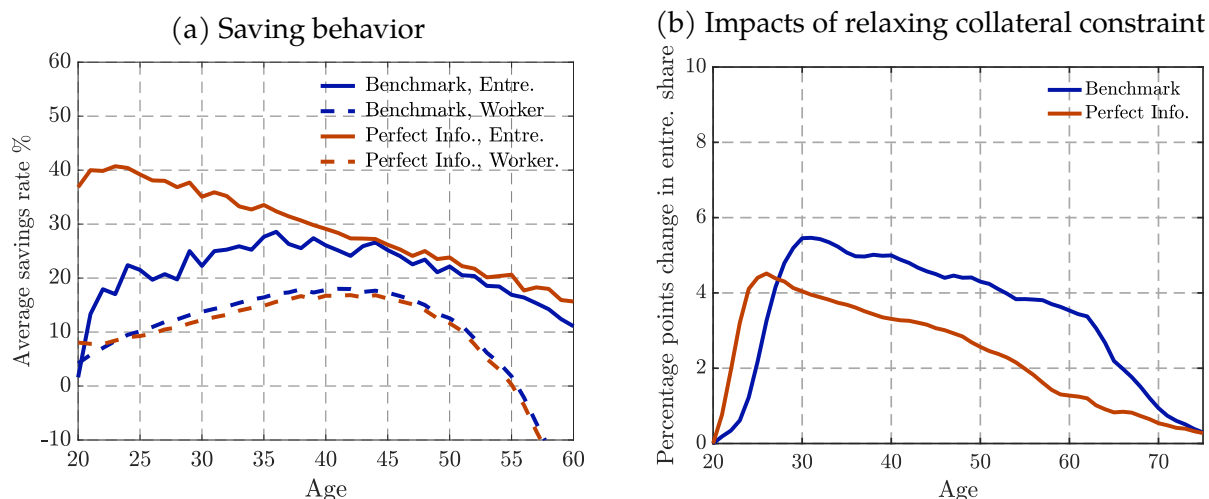 (a) Saving behavior
Average savings rate %
60
50
40
30
20
10
0
-10
20 25 30 35 40 45 50 55 60
Age
Benchmark, Entre.
Benchmark, Worker
Perfect Info., Entre.
Perfect Info., Worker.
(b) Impacts of relaxing collateral constraint
Percentage points change in entre. share
10
8
6
4
2
0
20 30 40 50 60 70
Age
Benchmark
Perfect Info.